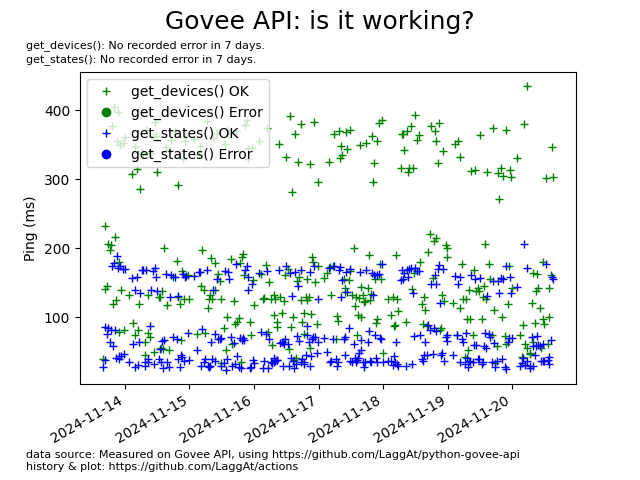 Govee API: is it working?
get_devices(): No recorded error in 7 days.
get_states(): No recorded error in 7 days.
get_devices() OK
get_devices() Error
get_states() OK
get_states() Error
400
300
200
100
Ping (ms)
2024-11-14
2024-11-15
2024-11-16
2024-11-17
2024-11-18
2024-11-19
2024-11-20
data source: Measured on Govee API, using https://github.com/LaggAt/python-govee-api
history & plot: https://github.com/LaggAt/actions